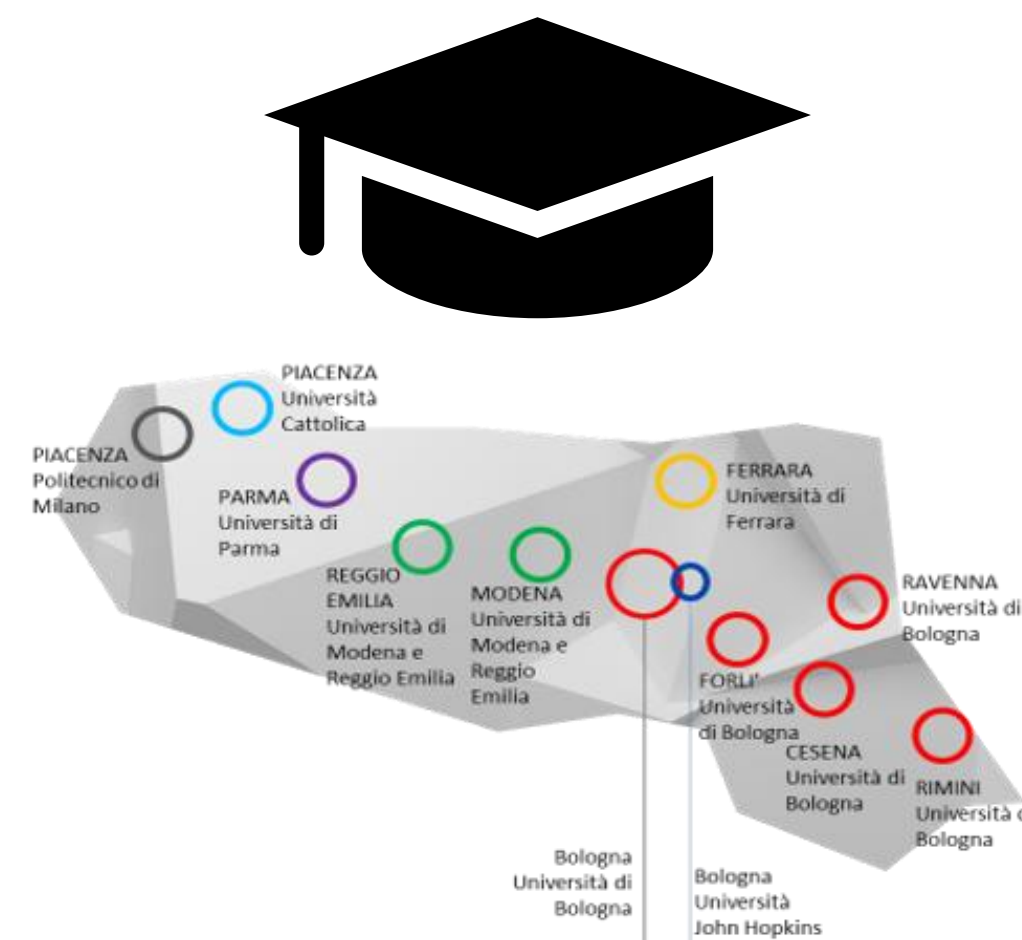 PIACENZA
Università
Cattolica
PIACENZA
Politecnico di
Milano
PARMA
Università di
Parma
FERRARA
Università di
Ferrara
REGGIO
EMILIA
Università di
Modena e
Reggio Emilia
MODENA
Università di
Modena e
Reggio
Emilia
RAVENNA
Università di
Bologna
FORLI'
Università
di Bologna
CESENA
Università di
Bologna
RIMINI
Università
Bologna
Bologna
Università di
Bologna
Bologna
Università
John Hopkins